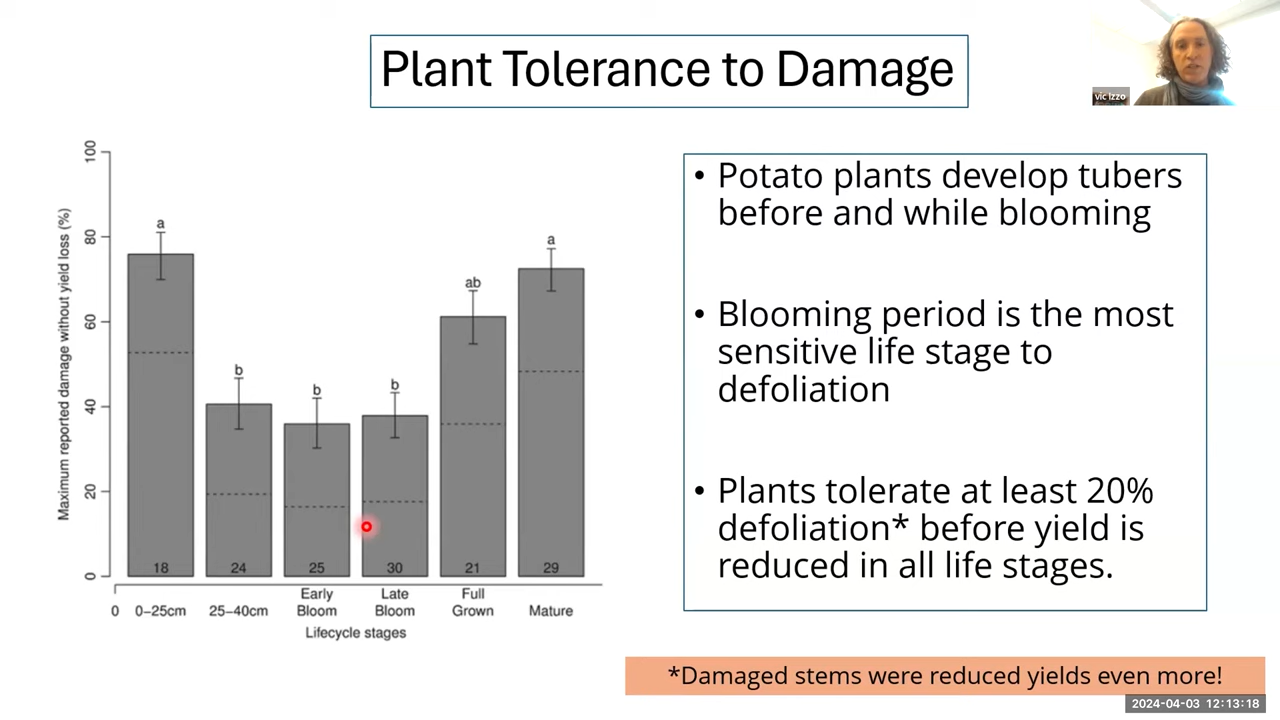 Plant Tolerance to Damage
vic Izzo
Maximum reported damage without yield loss (%)
100
80
60
40
20
0
a
b
b
b
ab
a
18
24
25
30
21
29
0
0–25cm
25–40cm
Early
Bloom
Late
Bloom
Full
Grown
Mature
Lifecycle stages
• Potato plants develop tubers
before and while blooming
• Blooming period is the most
sensitive life stage to
defoliation
• Plants tolerate at least 20%
defoliation* before yield is
reduced in all life stages.
*Damaged stems were reduced yields even more!
2024-04-03 12:13:18